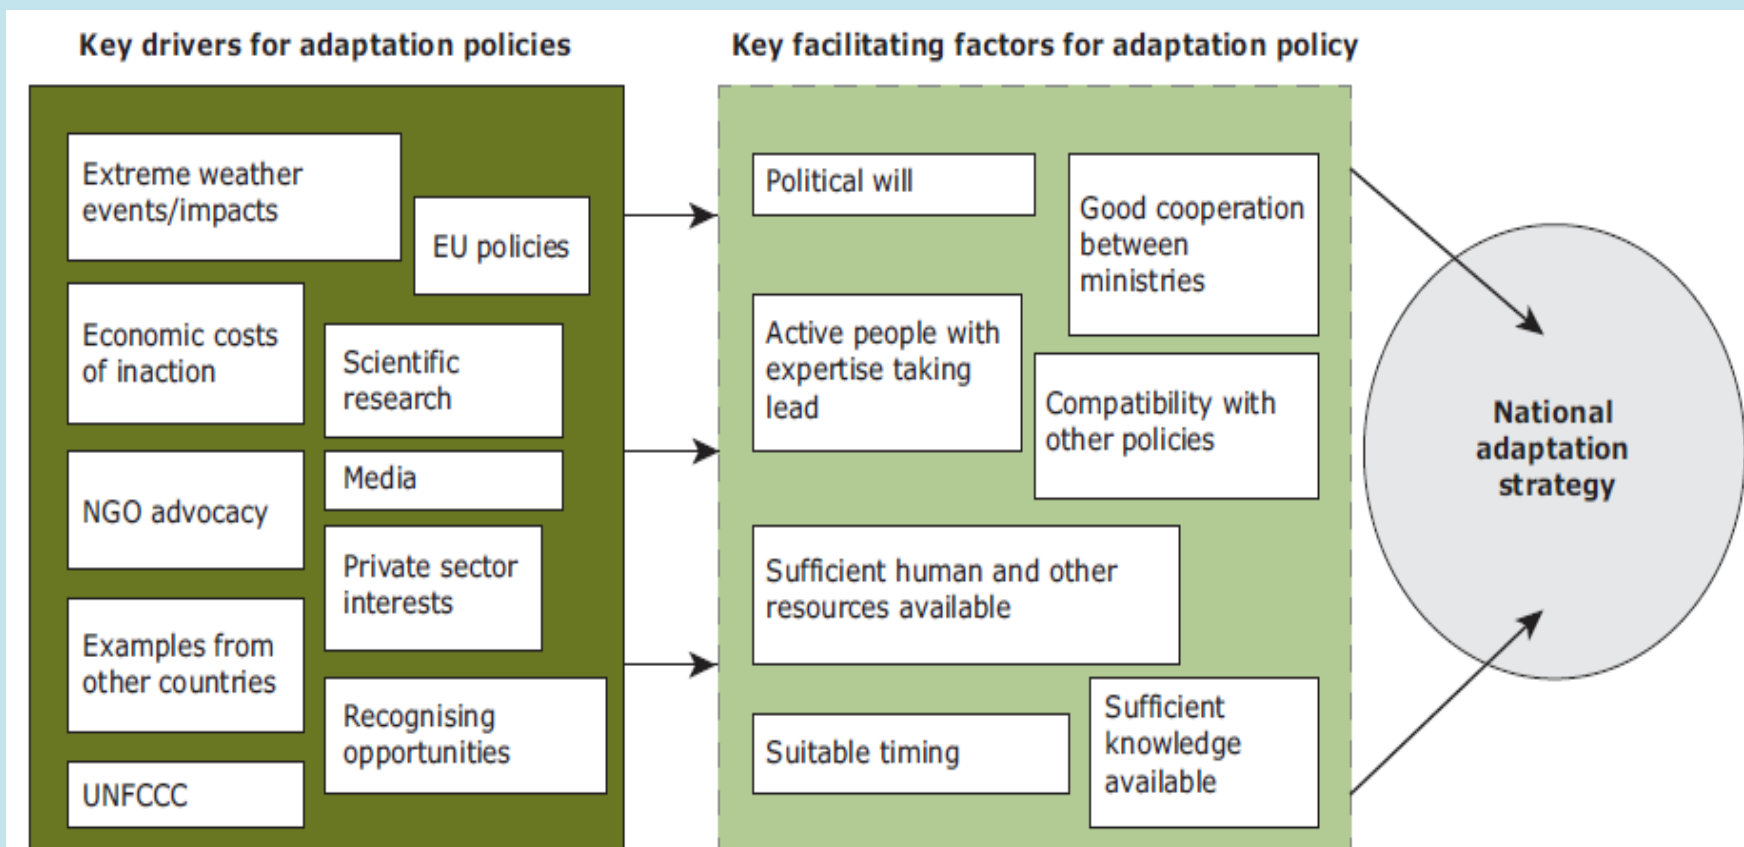 Key drivers for adaptation policies
Extreme weather
events/impacts
EU policies
Economic costs
of inaction
Scientific
research
Media
NGO advocacy
Private sector
interests
Examples from
other countries
Recognising
opportunities
UNFCCC
Key facilitating factors for adaptation policy
Political will
Good cooperation
between
ministries
Active people with
expertise taking
lead
Compatibility with
other policies
Sufficient human and other
resources available
Suitable timing
Sufficient
knowledge
available
National
adaptation
strategy